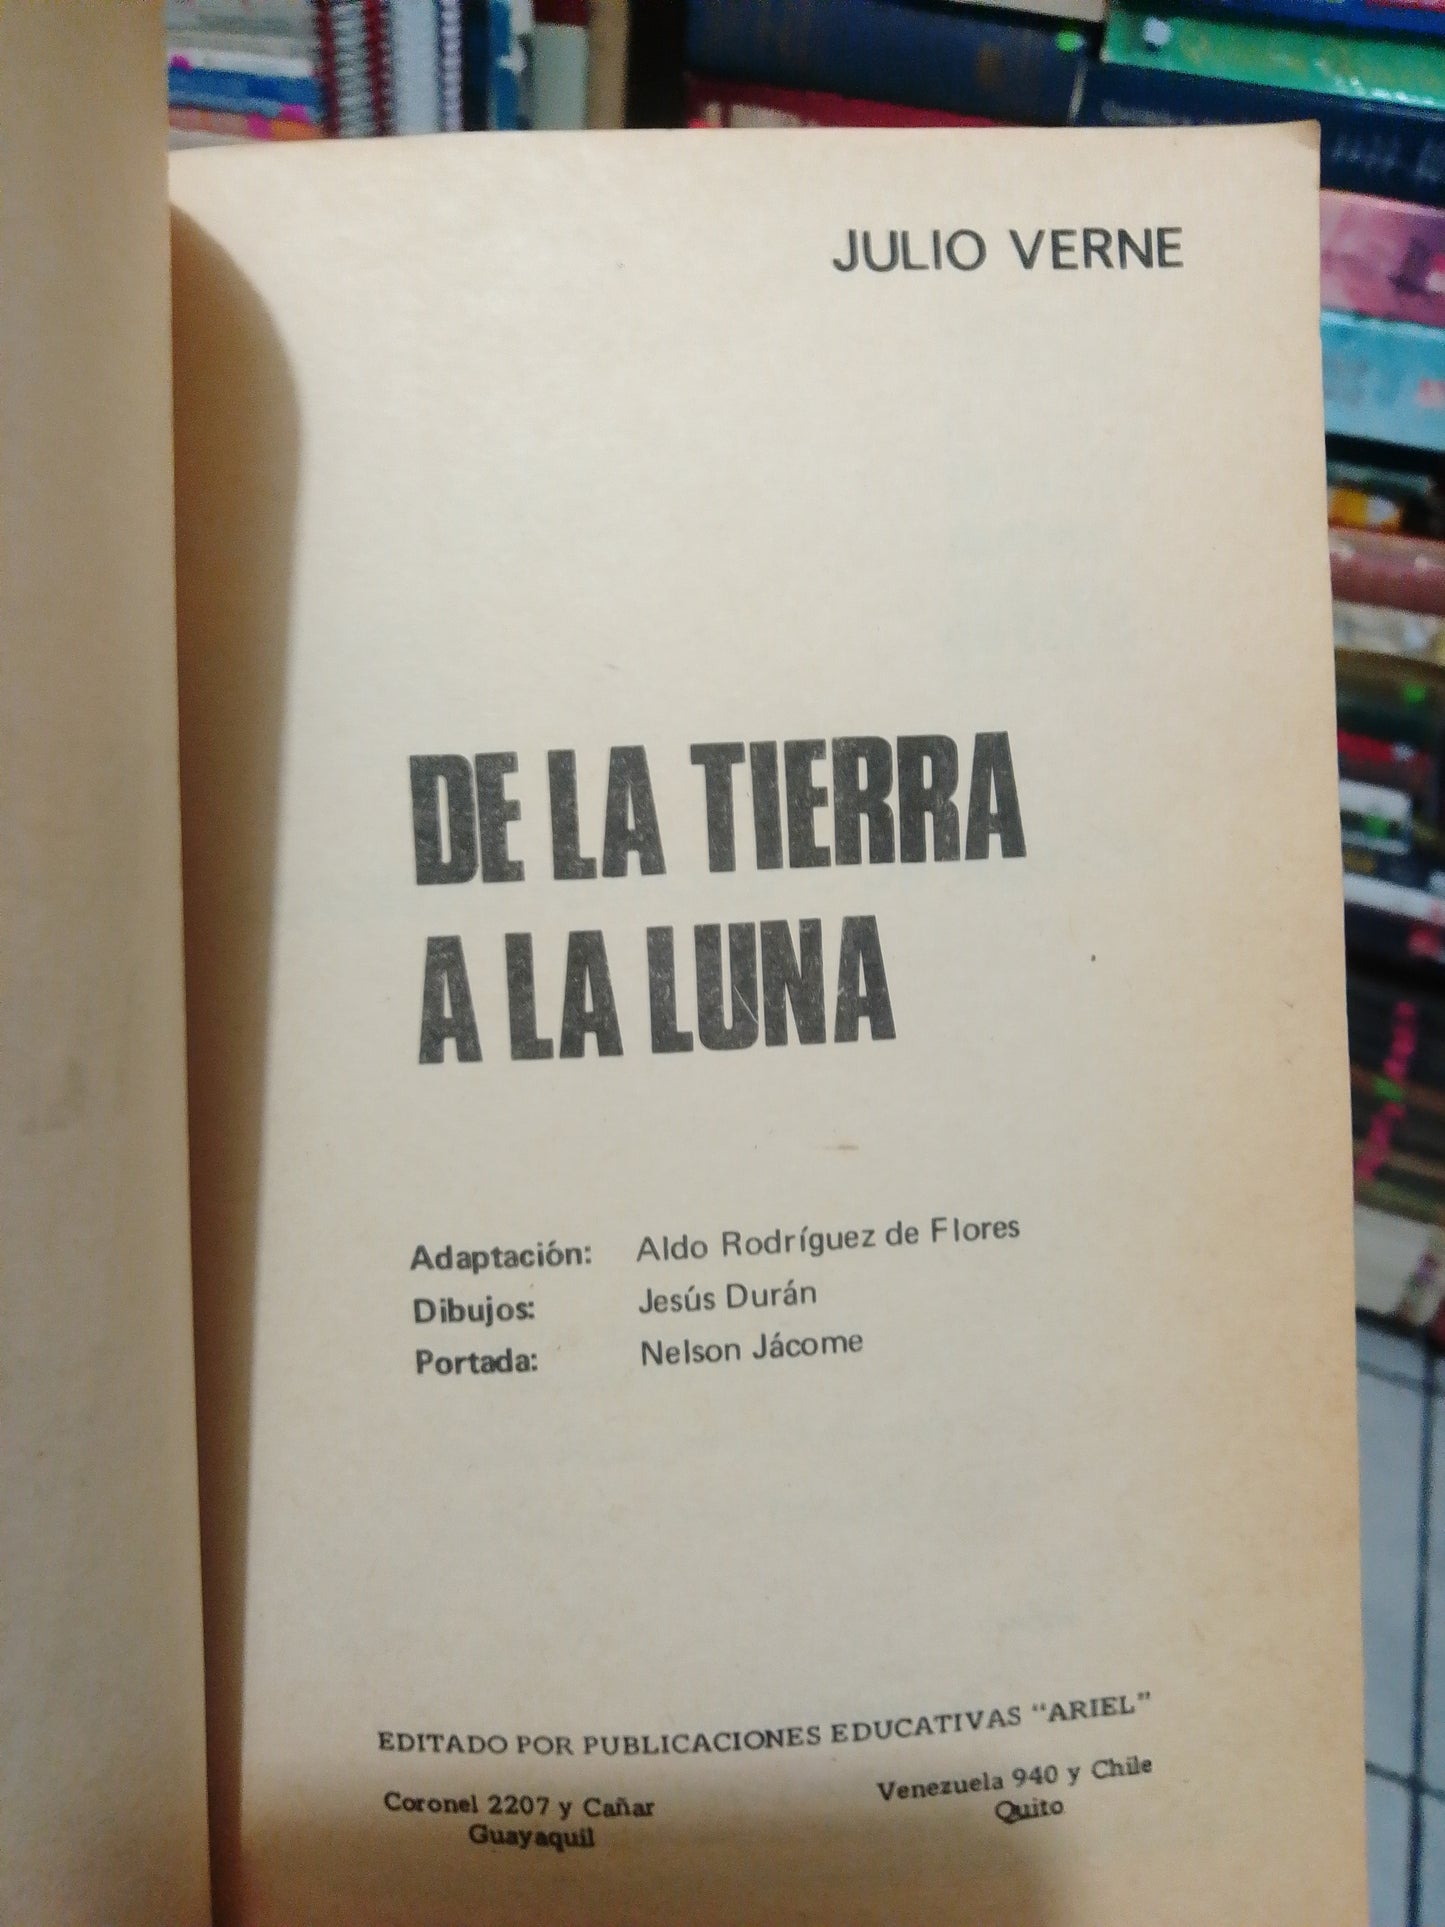 JULIO VERNE
DE LA TIERRA
A LA LUNA
Adaptación: Aldo Rodríguez de Flores
Dibujos: Jesús Durán
Portada: Nelson Jácome
EDITADO POR PUBLICACIONES EDUCATIVAS "ARIEL"
Coronel 2207 y Cañar
Guayaquil
Venezuela 940 y Chile
Quito